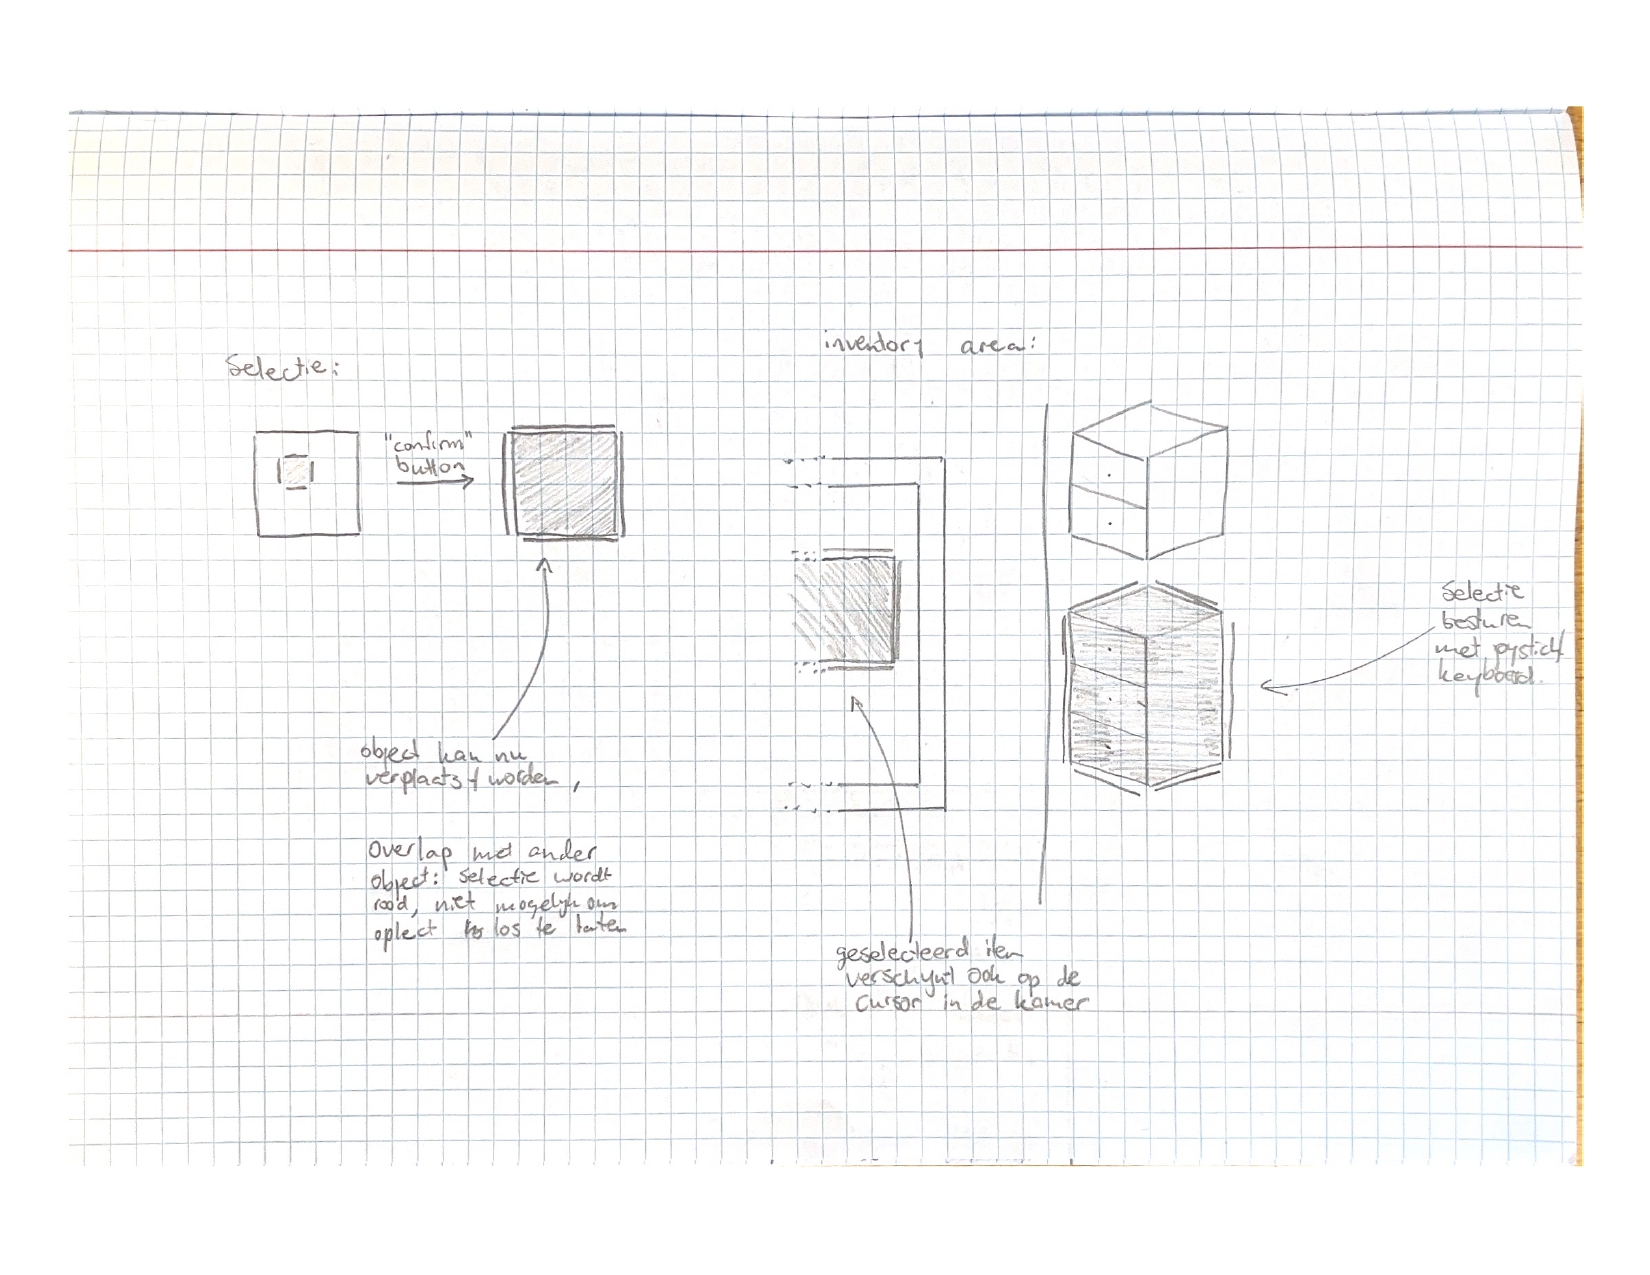 Selectie:
"confirm"
button
object kan nu
verplaatst worden,
Overlap met ander
object: selectie wordt
rood, niet mogelijk om
los te laten
inventory area:
geselecteerd item
verschijnt ook op de
cursor in de kamer
Selectie
besturen
met joystick/
keyboard.